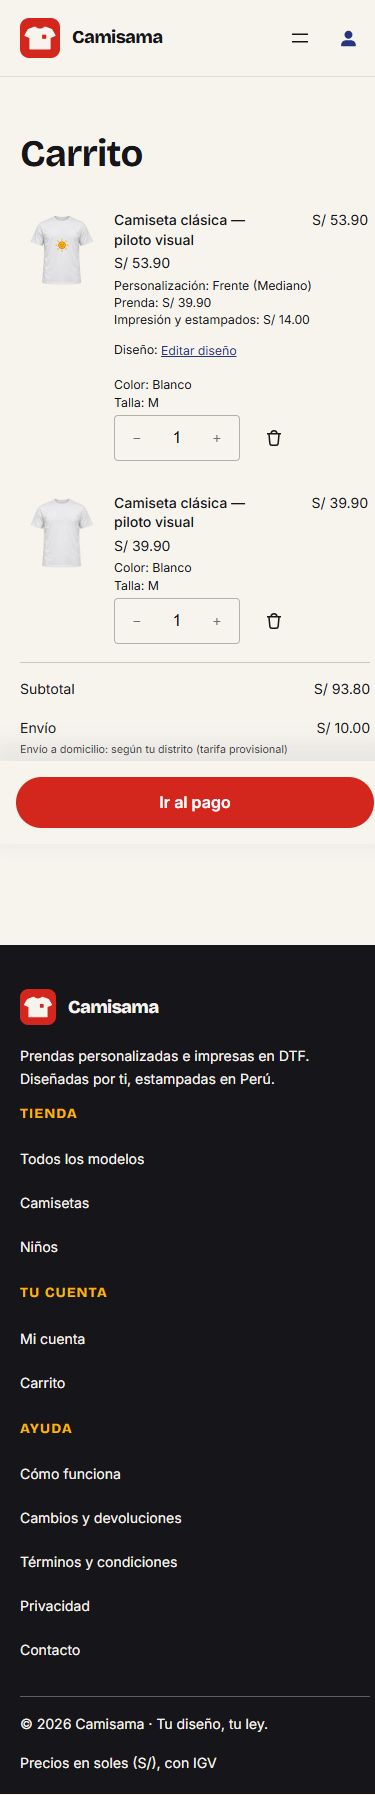 Camisama
Carrito
Camiseta clásica — S/ 53.90
piloto visual
S/ 53.90
Personalización: Frente (Mediano)
Prenda: S/ 39.90
Impresión y estampados: S/ 14.00
Diseño: Editar diseño
Color: Blanco
Talla: M
− 1 +
Camiseta clásica — S/ 39.90
piloto visual
S/ 39.90
Color: Blanco
Talla: M
− 1 +
Subtotal S/ 93.80
Envío S/ 10.00
Envío a domicilio: según tu distrito (tarifa provisional)
Ir al pago
Camisama
Prendas personalizadas e impresas en DTF.
Diseñadas por ti, estampadas en Perú.
TIENDA
Todos los modelos
Camisetas
Niños
TU CUENTA
Mi cuenta
Carrito
AYUDA
Cómo funciona
Cambios y devoluciones
Términos y condiciones
Privacidad
Contacto
© 2026 Camisama · Tu diseño, tu ley.
Precios en soles (S/), con IGV